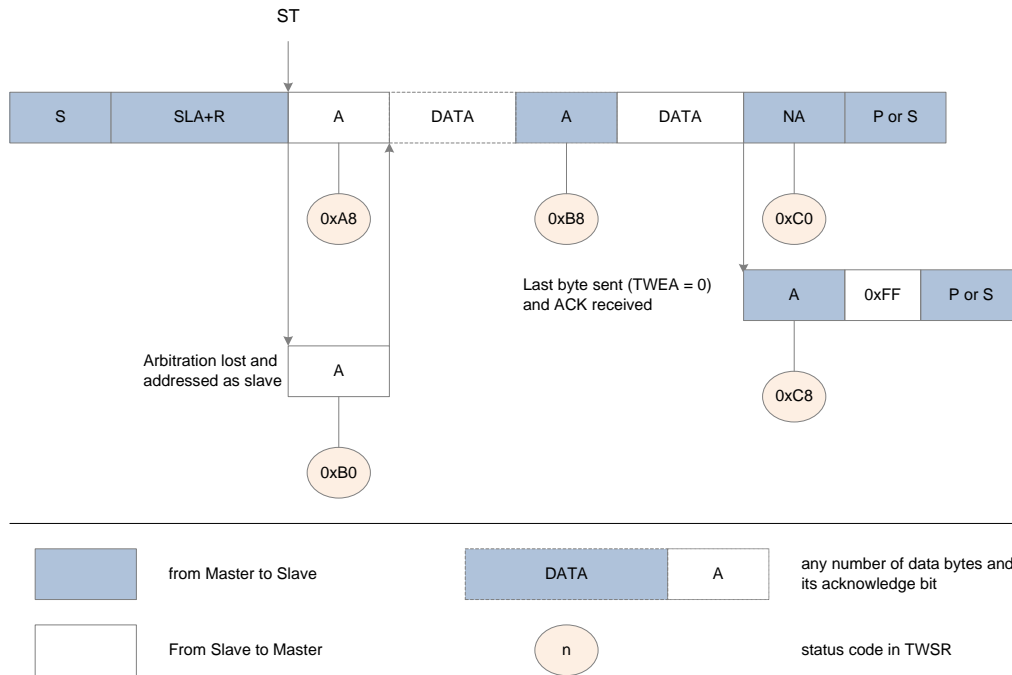 ST
S SLA+R A DATA A DATA NA P or S
0xA8 0xB8 0xC0
Last byte sent (TWEA = 0)
and ACK received
A 0xFF P or S
Arbitration lost and
addressed as slave
A
0xC8
0xB0
from Master to Slave
DATA A
any number of data bytes and
its acknowledge bit
From Slave to Master
n
status code in TWSR